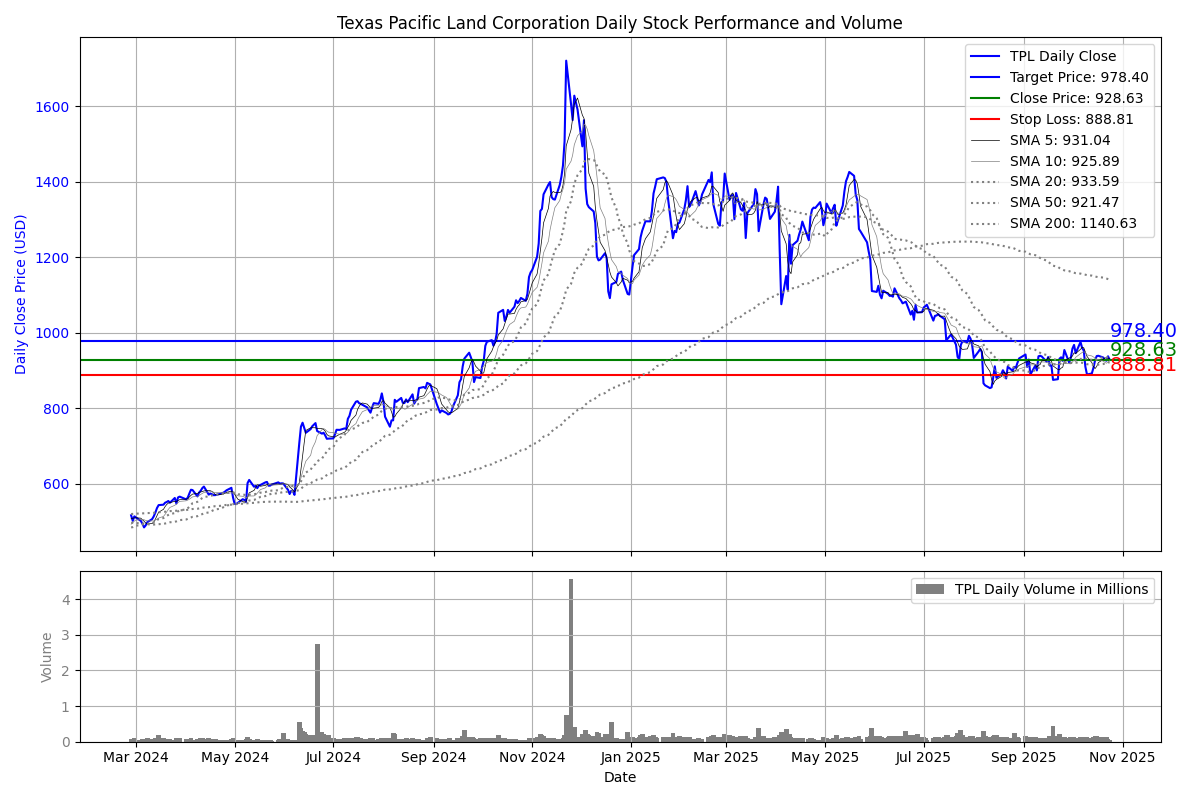 Texas Pacific Land Corporation Daily Stock Performance and Volume
Daily Close Price (USD)
1600
1400
1200
1000
800
600
TPL Daily Close
Target Price: 978.40
Close Price: 928.63
Stop Loss: 888.81
SMA 5: 931.04
SMA 10: 925.89
SMA 20: 933.59
SMA 50: 921.47
SMA 200: 1140.63
978.40
928.63
888.81
Volume
4
3
2
1
0
TPL Daily Volume in Millions
Mar 2024 May 2024 Jul 2024 Sep 2024 Nov 2024 Jan 2025 Mar 2025 May 2025 Jul 2025 Sep 2025 Nov 2025
Date